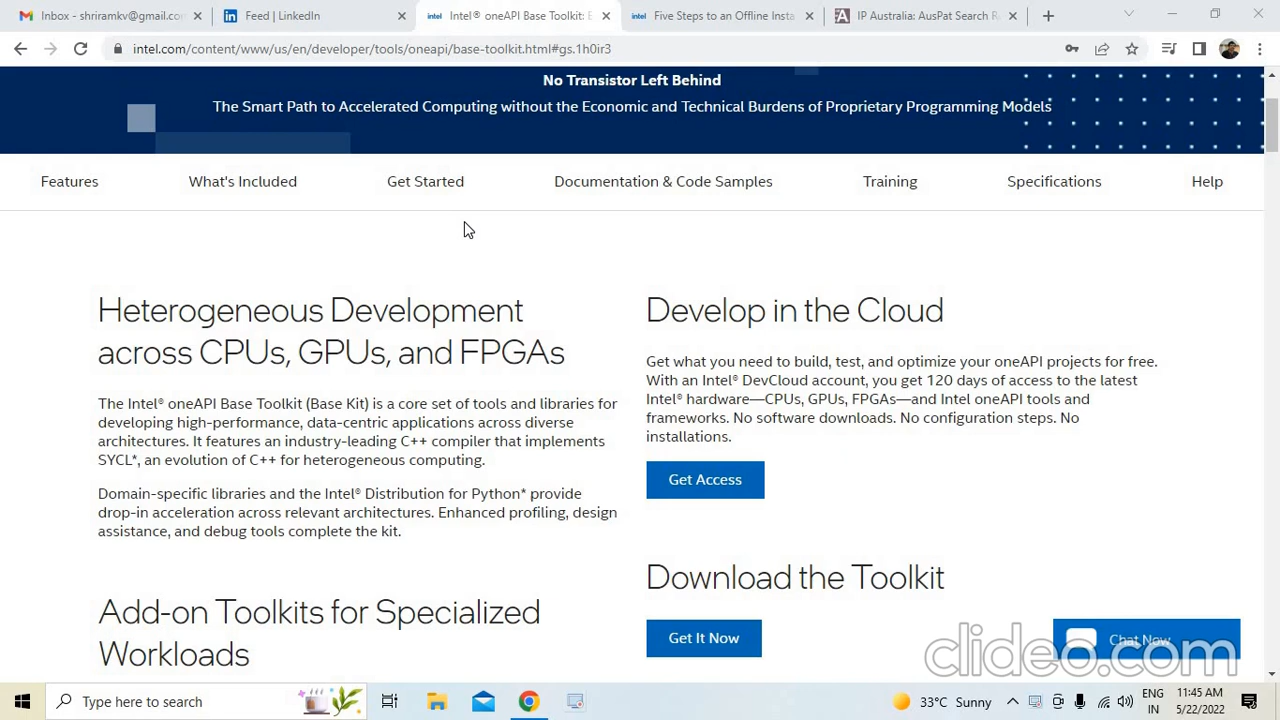 Inbox - shriramkv@gmail.com
Feed | LinkedIn
intel Intel® oneAPI Base Toolkit: E
intel Five Steps to an Offline Insta
IP Australia: AusPat Search R
intel.com/content/www/us/en/developer/tools/oneapi/base-toolkit.html#gs.1h0ir3
No Transistor Left Behind
The Smart Path to Accelerated Computing without the Economic and Technical Burdens of Proprietary Programming Models
Features What's Included Get Started Documentation & Code Samples Training Specifications Help
Heterogeneous Development
across CPUs, GPUs, and FPGAs
The Intel® oneAPI Base Toolkit (Base Kit) is a core set of tools and libraries for
developing high-performance, data-centric applications across diverse
architectures. It features an industry-leading C++ compiler that implements
SYCL*, an evolution of C++ for heterogeneous computing.
Domain-specific libraries and the Intel® Distribution for Python* provide
drop-in acceleration across relevant architectures. Enhanced profiling, design
assistance, and debug tools complete the kit.
Add-on Toolkits for Specialized
Workloads
Develop in the Cloud
Get what you need to build, test, and optimize your oneAPI projects for free.
With an Intel® DevCloud account, you get 120 days of access to the latest
Intel® hardware—CPUs, GPUs, FPGAs—and Intel oneAPI tools and
frameworks. No software downloads. No configuration steps. No
installations.
Get Access
Download the Toolkit
Get It Now
Chat Now
clideo.com
Type here to search
33°C Sunny
ENG
IN
11:45 AM
5/22/2022